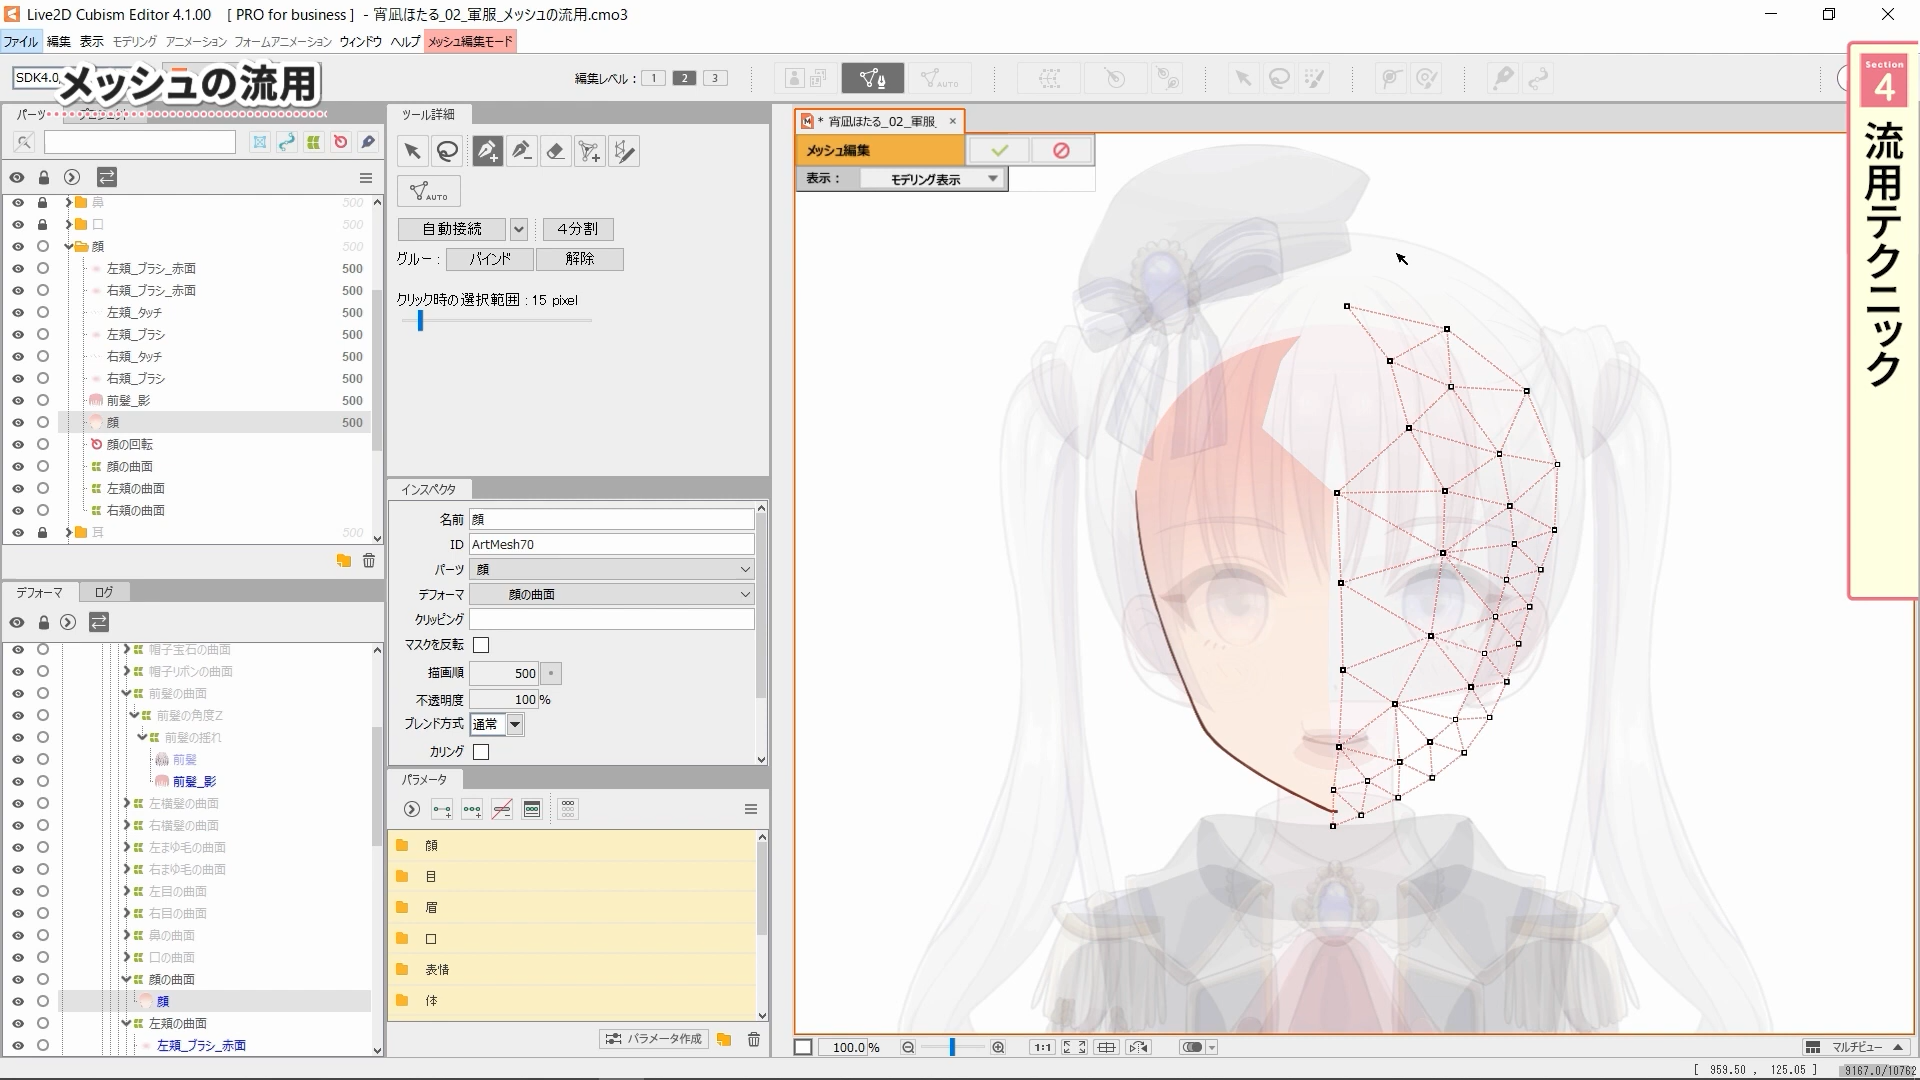 Live2D Cubism Editor 4.1.00 [ PRO for business ] - 宵凪ほたる_02_軍服_メッシュの流用.cmo3
ファイル 編集 表示 モデリング アニメーション フォームアニメーション ウィンドウ ヘルプ メッシュ編集モード
SDK4.0
メッシュの流用
編集レベル： 1 2 3
AUTO
Section
4
流用テクニック
パーツ
鼻 500
口 500
顔 500
左頬_ブラシ_赤面 500
右頬_ブラシ_赤面 500
左頬_タッチ 500
左頬_ブラシ 500
右頬_タッチ 500
右頬_ブラシ 500
前髪_影 500
顔 500
顔の回転
顔の曲面
左頬の曲面
右頬の曲面
耳 500
デフォーマ ログ
帽子宝石の曲面
帽子リボンの曲面
前髪の曲面
前髪の角度Z
前髪の揺れ
前髪
前髪_影
左横髪の曲面
右横髪の曲面
左まゆ毛の曲面
右まゆ毛の曲面
左目の曲面
右目の曲面
鼻の曲面
口の曲面
顔の曲面
顔
左頬の曲面
左頬_ブラシ_赤面
ツール詳細
AUTO
自動接続 4分割
グルー： バインド 解除
クリック時の選択範囲 : 15 pixel
インスペクタ
名前 顔
ID ArtMesh70
パーツ 顔
デフォーマ 顔の曲面
クリッピング
マスクを反転
描画順 500
不透明度 100 %
ブレンド方式 通常
カリング
パラメータ
顔
目
眉
口
表情
体
パラメータ作成
* 宵凪ほたる_02_軍服_
メッシュ編集
表示： モデリング表示
100.0 % 1:1 マルチビュー
[ 959.50 , 125.05 ] 9167.0/10762